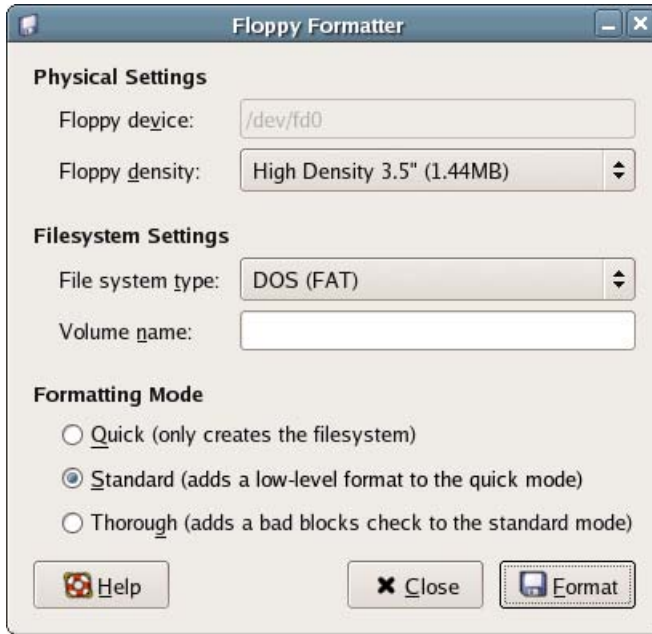 Floppy Formatter
Physical Settings
Floppy device: /dev/fd0
Floppy density: High Density 3.5" (1.44MB)
Filesystem Settings
File system type: DOS (FAT)
Volume name:
Formatting Mode
Quick (only creates the filesystem)
Standard (adds a low-level format to the quick mode)
Thorough (adds a bad blocks check to the standard mode)
Help Close Format